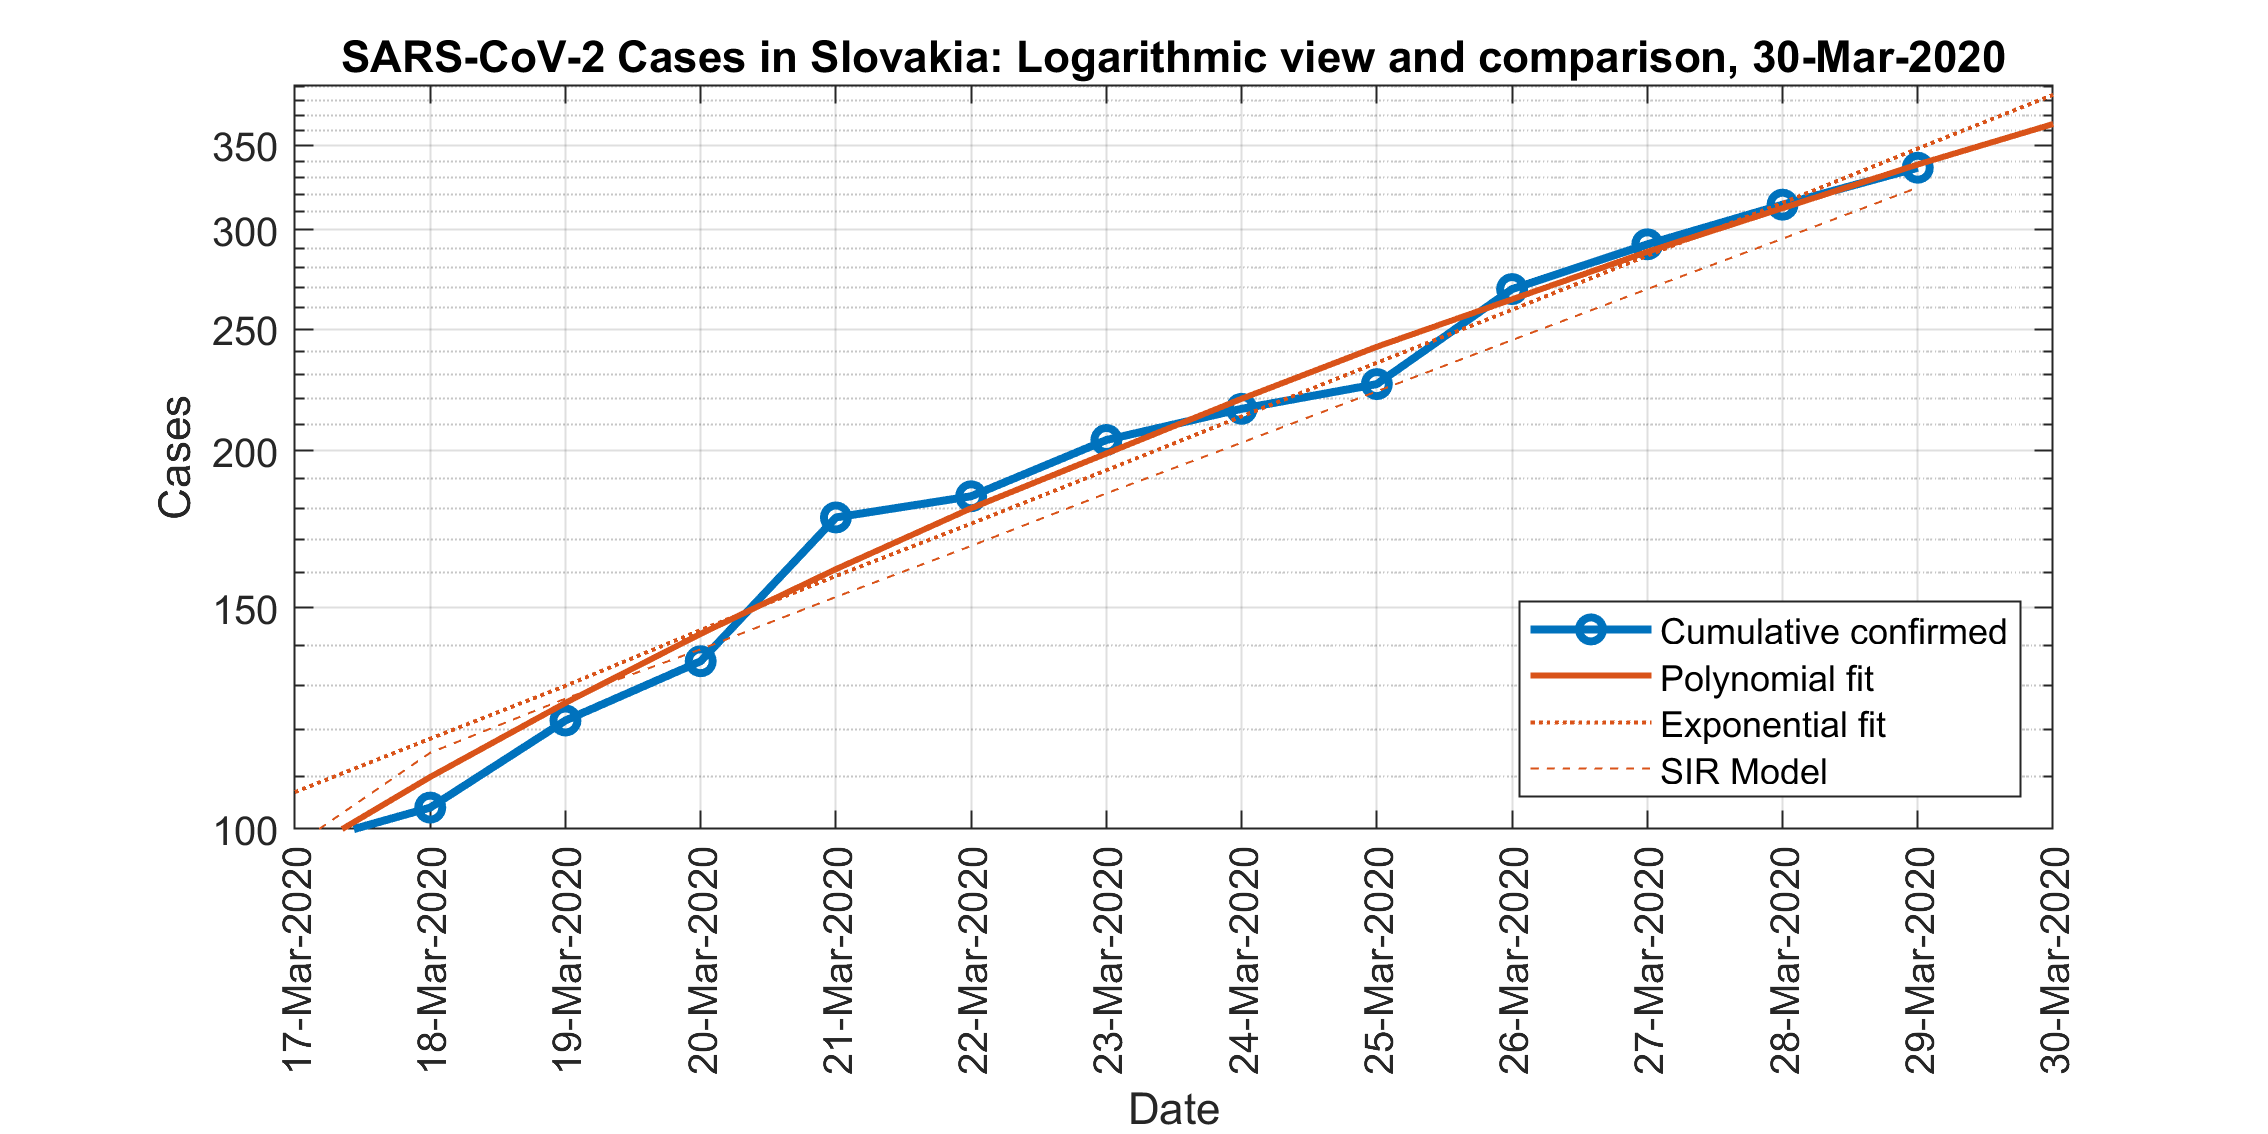 SARS-CoV-2 Cases in Slovakia: Logarithmic view and comparison, 30-Mar-2020
350
300
250
200
150
100
Cases
Cumulative confirmed
Polynomial fit
Exponential fit
SIR Model
17-Mar-2020
18-Mar-2020
19-Mar-2020
20-Mar-2020
21-Mar-2020
22-Mar-2020
23-Mar-2020
24-Mar-2020
25-Mar-2020
26-Mar-2020
27-Mar-2020
28-Mar-2020
29-Mar-2020
30-Mar-2020
Date